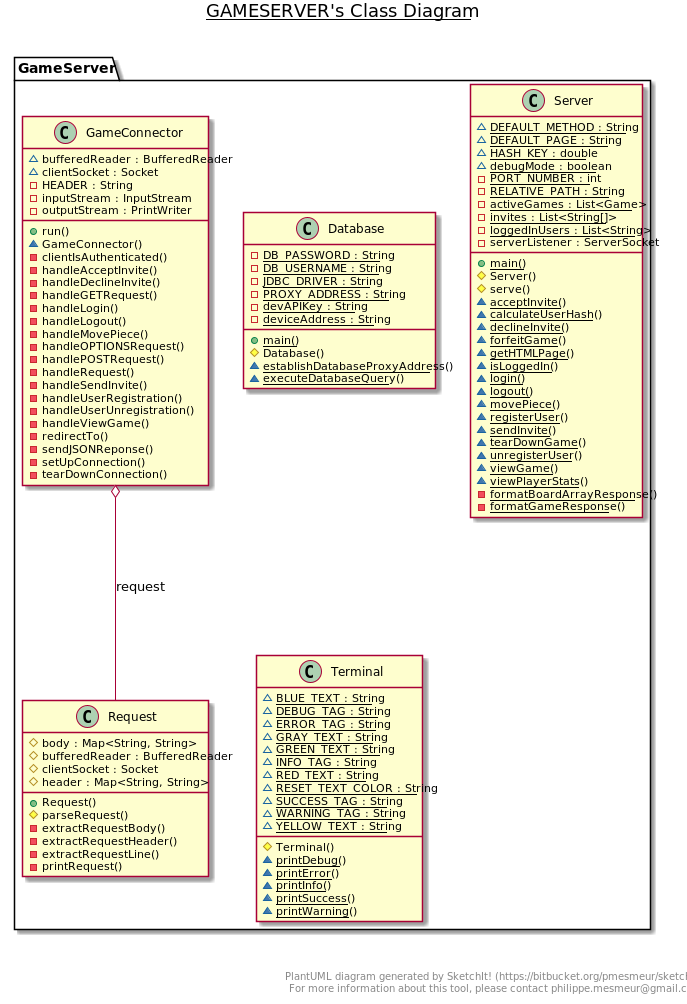 GAMESERVER's Class Diagram
GameServer
C GameConnector
bufferedReader : BufferedReader
clientSocket : Socket
HEADER : String
inputStream : InputStream
outputStream : PrintWriter
run()
GameConnector()
clientIsAuthenticated()
handleAcceptInvite()
handleDeclineInvite()
handleGETRequest()
handleLogin()
handleLogout()
handleMovePiece()
handleOPTIONSRequest()
handlePOSTRequest()
handleRequest()
handleSendInvite()
handleUserRegistration()
handleUserUnregistration()
handleViewGame()
redirectTo()
sendJSONReponse()
setUpConnection()
tearDownConnection()
C Database
DB_PASSWORD : String
DB_USERNAME : String
JDBC_DRIVER : String
PROXY_ADDRESS : String
devAPIKey : String
deviceAddress : String
main()
Database()
establishDatabaseProxyAddress()
executeDatabaseQuery()
C Server
DEFAULT_METHOD : String
DEFAULT_PAGE : String
HASH_KEY : double
debugMode : boolean
PORT_NUMBER : int
RELATIVE_PATH : String
activeGames : List<Game>
invites : List<String[]>
loggedInUsers : List<String>
serverListener : ServerSocket
main()
Server()
serve()
acceptInvite()
calculateUserHash()
declineInvite()
forfeitGame()
getHTMLPage()
isLoggedIn()
login()
logout()
movePiece()
registerUser()
sendInvite()
tearDownGame()
unregisterUser()
viewGame()
viewPlayerStats()
formatBoardArrayResponse()
formatGameResponse()
request
C Request
body : Map<String, String>
bufferedReader : BufferedReader
clientSocket : Socket
header : Map<String, String>
Request()
parseRequest()
extractRequestBody()
extractRequestHeader()
extractRequestLine()
printRequest()
C Terminal
BLUE_TEXT : String
DEBUG_TAG : String
ERROR_TAG : String
GRAY_TEXT : String
GREEN_TEXT : String
INFO_TAG : String
RED_TEXT : String
RESET_TEXT_COLOR : String
SUCCESS_TAG : String
WARNING_TAG : String
YELLOW_TEXT : String
Terminal()
printDebug()
printError()
printInfo()
printSuccess()
printWarning()
PlantUML diagram generated by SketchIt! (https://bitbucket.org/pmesmeur/sketch
For more information about this tool, please contact philippe.mesmeur@gmail.c